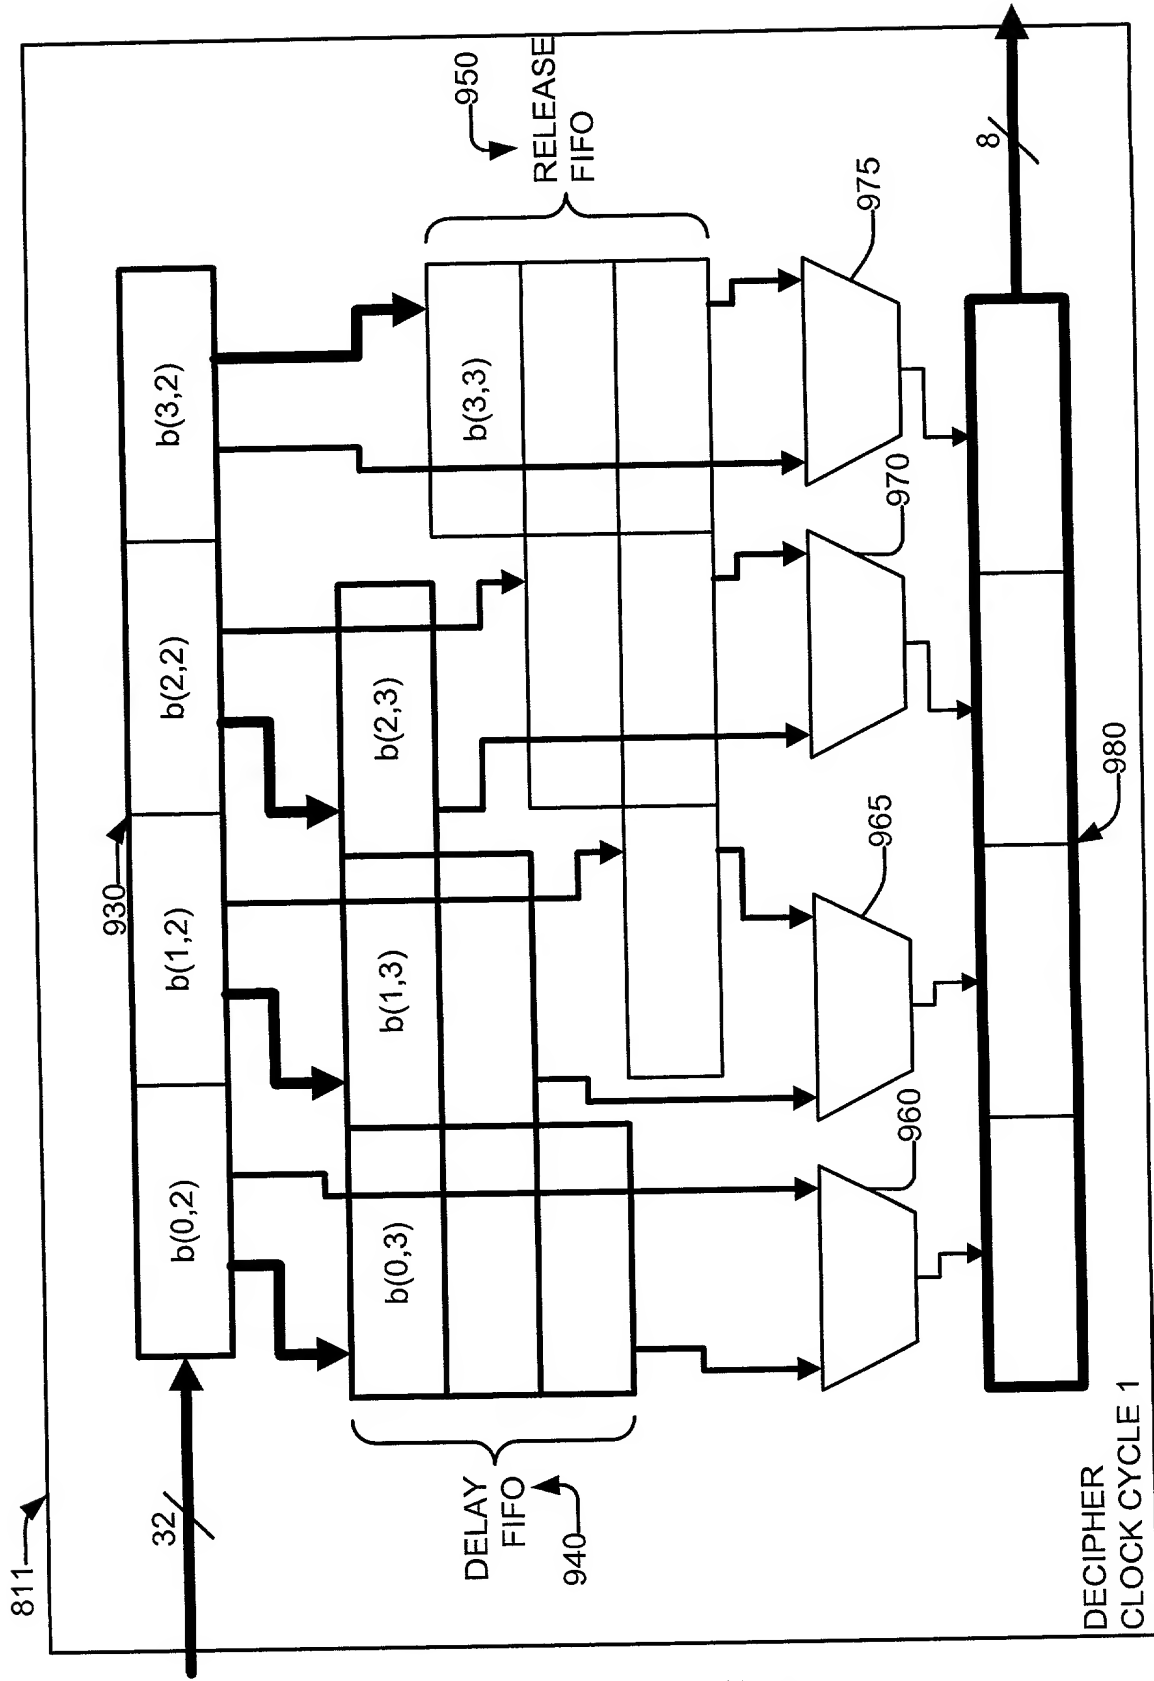 811
32
930
b(0,2)
b(1,2)
b(2,2)
b(3,2)
DELAY
FIFO
940
b(0,3)
b(1,3)
b(2,3)
b(3,3)
950
RELEASE
FIFO
960
965
970
975
980
8
DECIPHER
CLOCK CYCLE 1